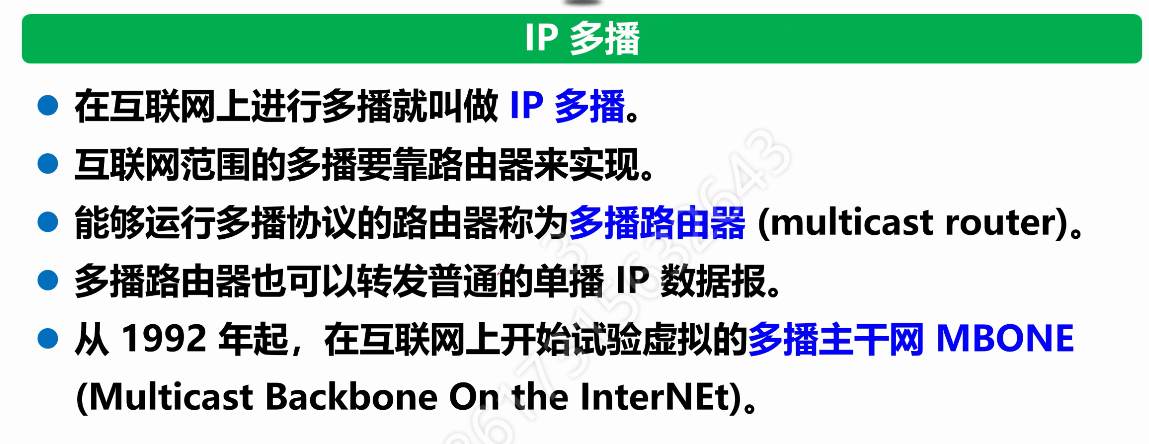 IP 多播
在互联网上进行多播就叫做 IP 多播。
互联网范围的多播要靠路由器来实现。
能够运行多播协议的路由器称为多播路由器 (multicast router)。
多播路由器也可以转发普通的单播 IP 数据报。
从 1992 年起，在互联网上开始试验虚拟的多播主干网 MBONE
(Multicast Backbone On the InterNEt)。